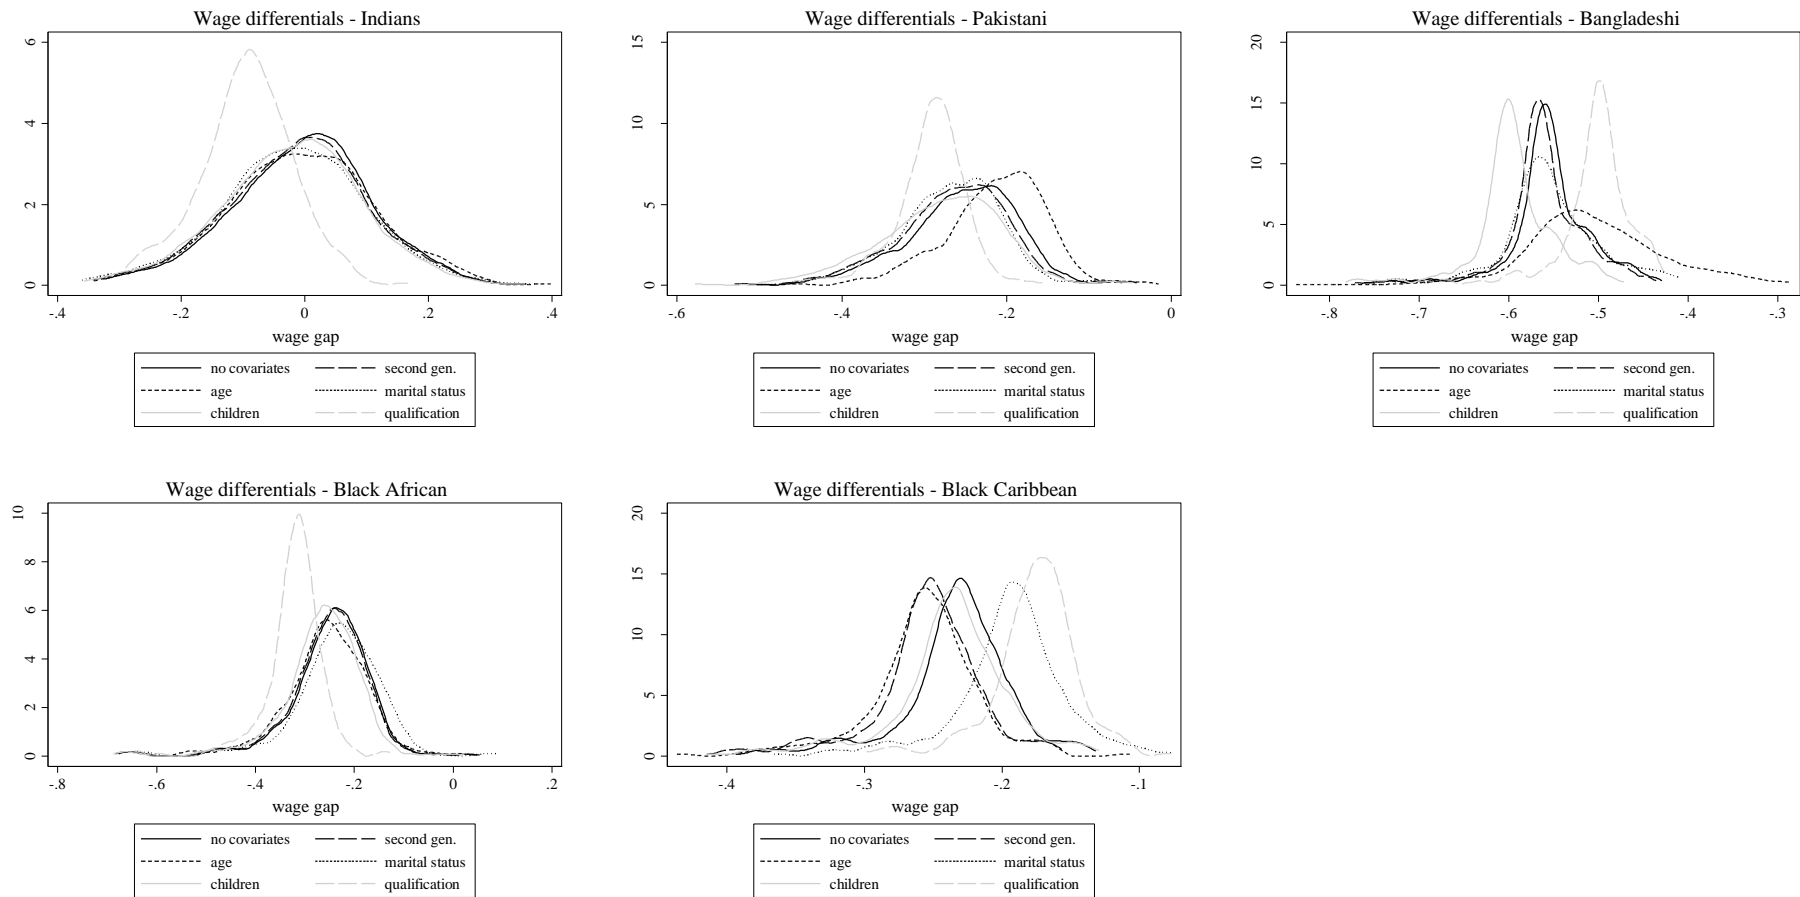 Wage differentials - Indians
6
4
2
0
-.4 -.2 0 .2 .4
wage gap
no covariates second gen.
age marital status
children qualification
Wage differentials - Pakistani
15
10
5
0
-.6 -.4 -.2 0
wage gap
no covariates second gen.
age marital status
children qualification
Wage differentials - Bangladeshi
20
15
10
5
0
-.8 -.7 -.6 -.5 -.4 -.3
wage gap
no covariates second gen.
age marital status
children qualification
Wage differentials - Black African
10
8
6
4
2
0
-.8 -.6 -.4 -.2 0 .2
wage gap
no covariates second gen.
age marital status
children qualification
Wage differentials - Black Caribbean
20
15
10
5
0
-.4 -.3 -.2 -.1
wage gap
no covariates second gen.
age marital status
children qualification